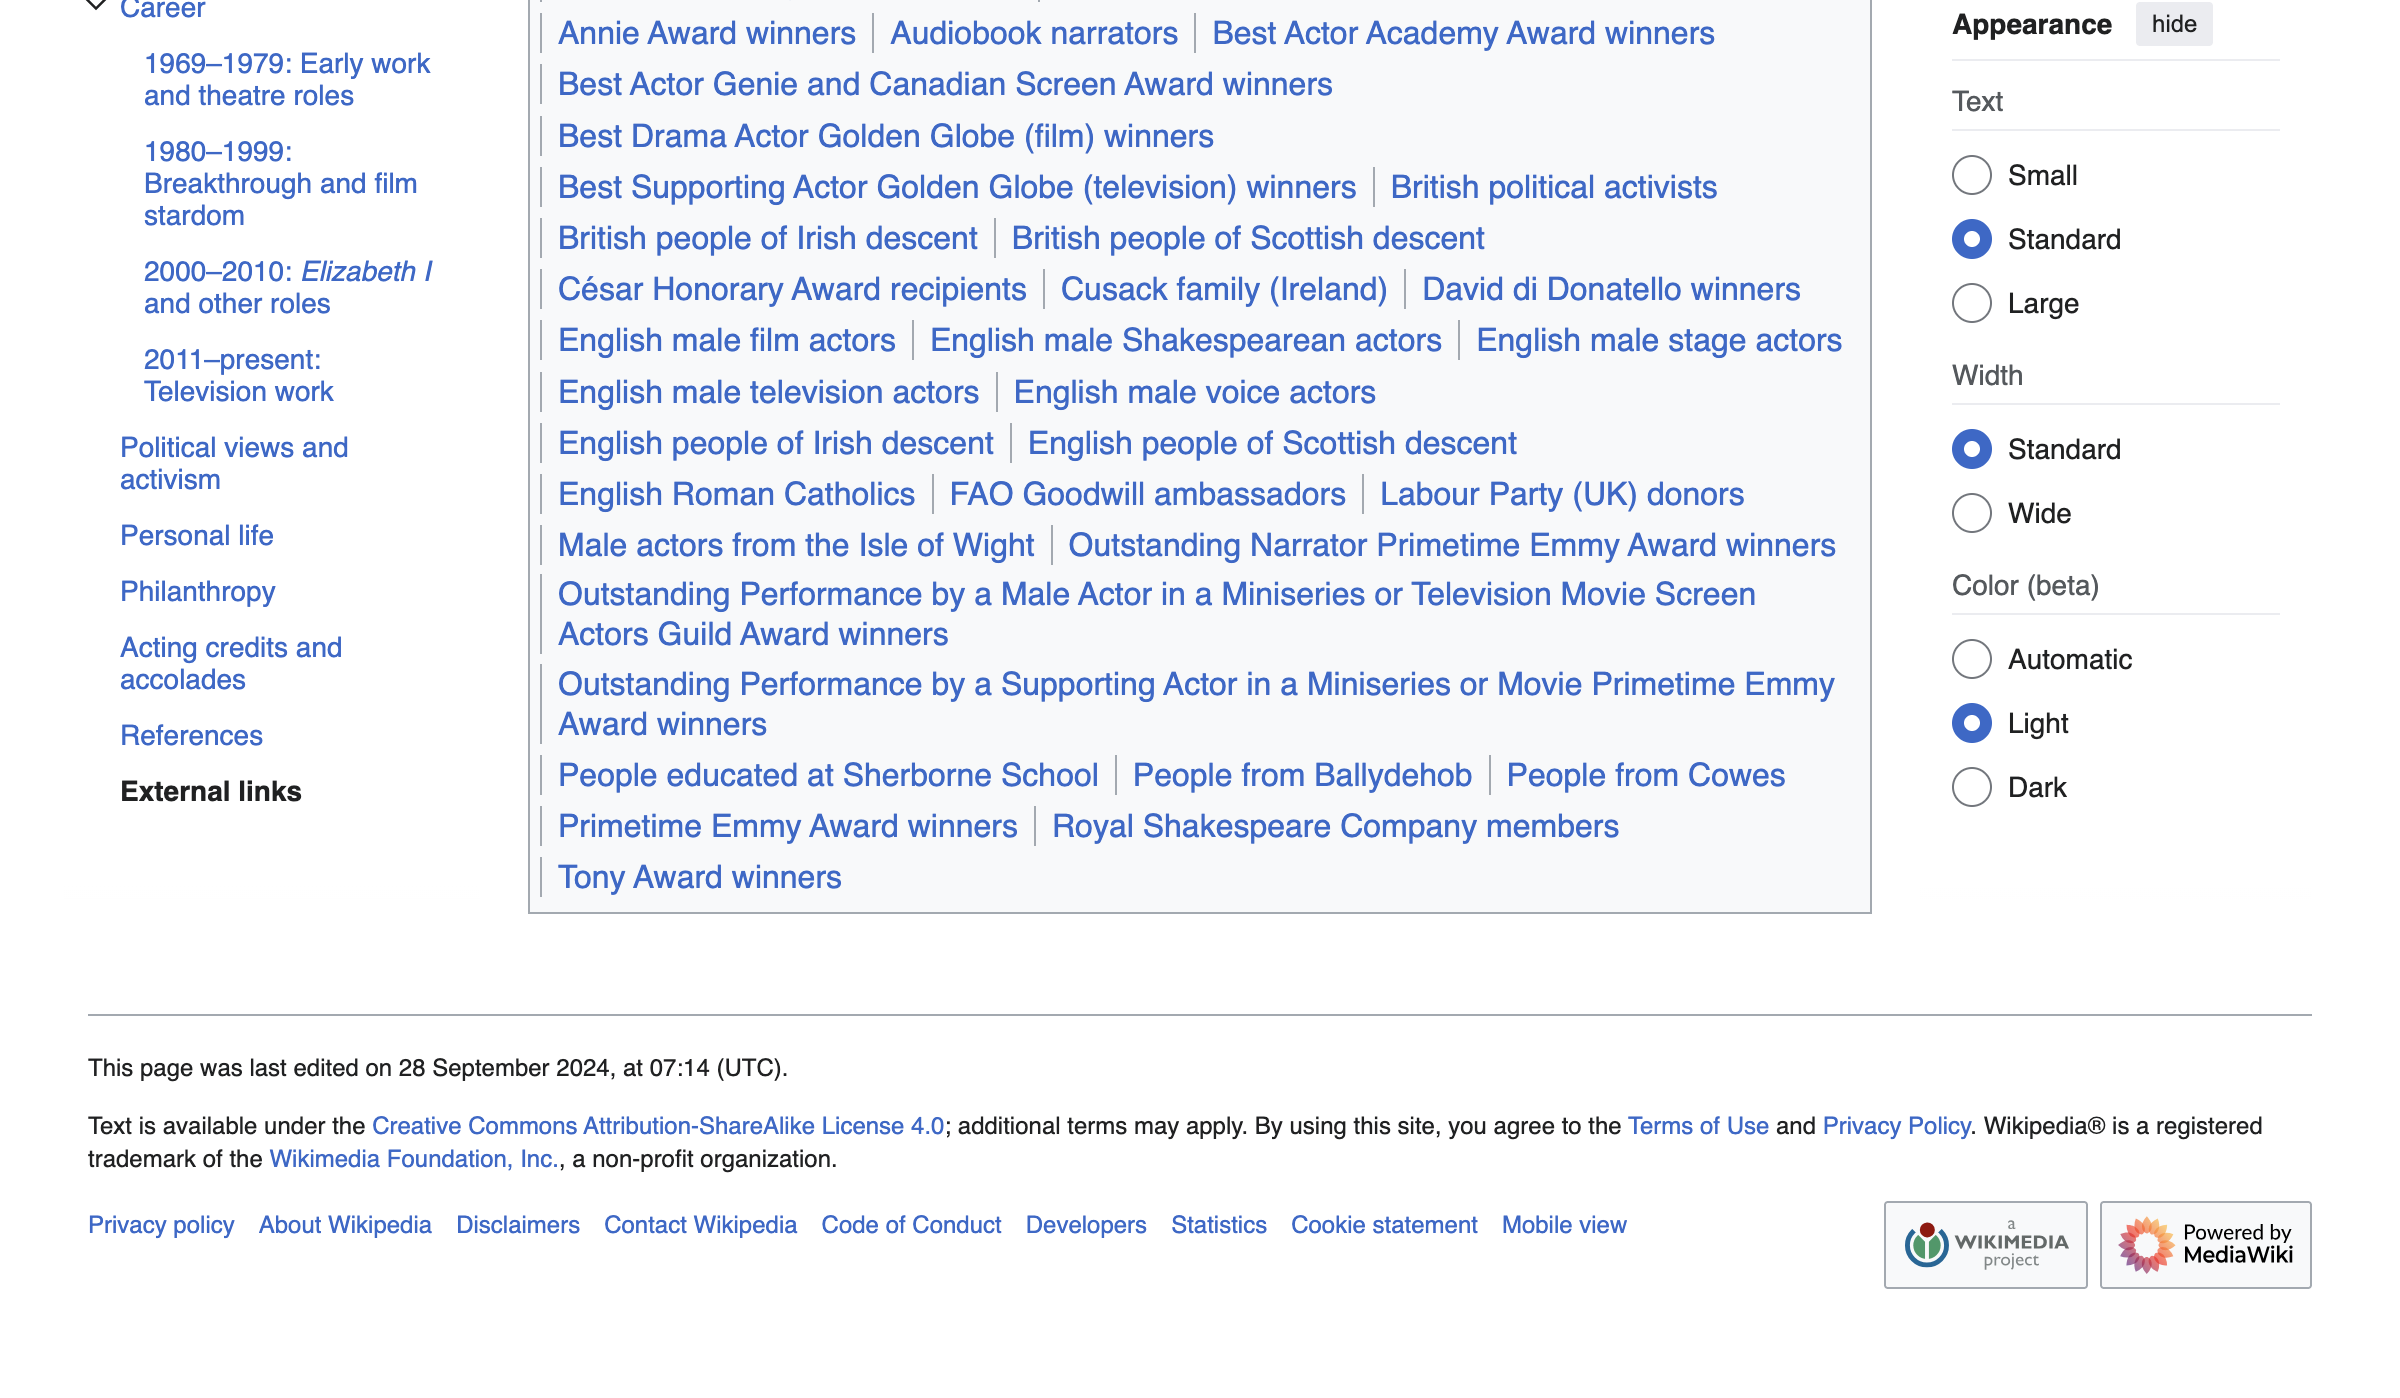 Career
1969–1979: Early work
and theatre roles
1980–1999:
Breakthrough and film
stardom
2000–2010: Elizabeth I
and other roles
2011–present:
Television work
Political views and
activism
Personal life
Philanthropy
Acting credits and
accolades
References
External links
Annie Award winners | Audiobook narrators | Best Actor Academy Award winners
Best Actor Genie and Canadian Screen Award winners
Best Drama Actor Golden Globe (film) winners
Best Supporting Actor Golden Globe (television) winners | British political activists
British people of Irish descent | British people of Scottish descent
César Honorary Award recipients | Cusack family (Ireland) | David di Donatello winners
English male film actors | English male Shakespearean actors | English male stage actors
English male television actors | English male voice actors
English people of Irish descent | English people of Scottish descent
English Roman Catholics | FAO Goodwill ambassadors | Labour Party (UK) donors
Male actors from the Isle of Wight | Outstanding Narrator Primetime Emmy Award winners
Outstanding Performance by a Male Actor in a Miniseries or Television Movie Screen
Actors Guild Award winners
Outstanding Performance by a Supporting Actor in a Miniseries or Movie Primetime Emmy
Award winners
People educated at Sherborne School | People from Ballydehob | People from Cowes
Primetime Emmy Award winners | Royal Shakespeare Company members
Tony Award winners
Appearance hide
Text
Small
Standard
Large
Width
Standard
Wide
Color (beta)
Automatic
Light
Dark
This page was last edited on 28 September 2024, at 07:14 (UTC).
Text is available under the Creative Commons Attribution-ShareAlike License 4.0; additional terms may apply. By using this site, you agree to the Terms of Use and Privacy Policy. Wikipedia® is a registered
trademark of the Wikimedia Foundation, Inc., a non-profit organization.
Privacy policy About Wikipedia Disclaimers Contact Wikipedia Code of Conduct Developers Statistics Cookie statement Mobile view
a
WIKIMEDIA
project
Powered by
MediaWiki